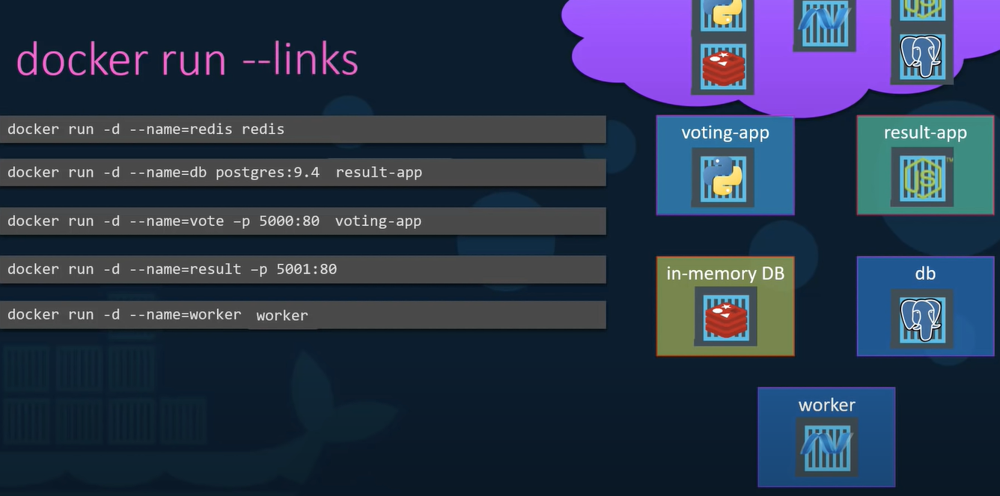 docker run --links
docker run -d --name=redis redis
docker run -d --name=db postgres:9.4 result-app
docker run -d --name=vote –p 5000:80 voting-app
docker run -d --name=result –p 5001:80
docker run -d --name=worker worker
voting-app
result-app
JS
TM
in-memory DB
db
worker